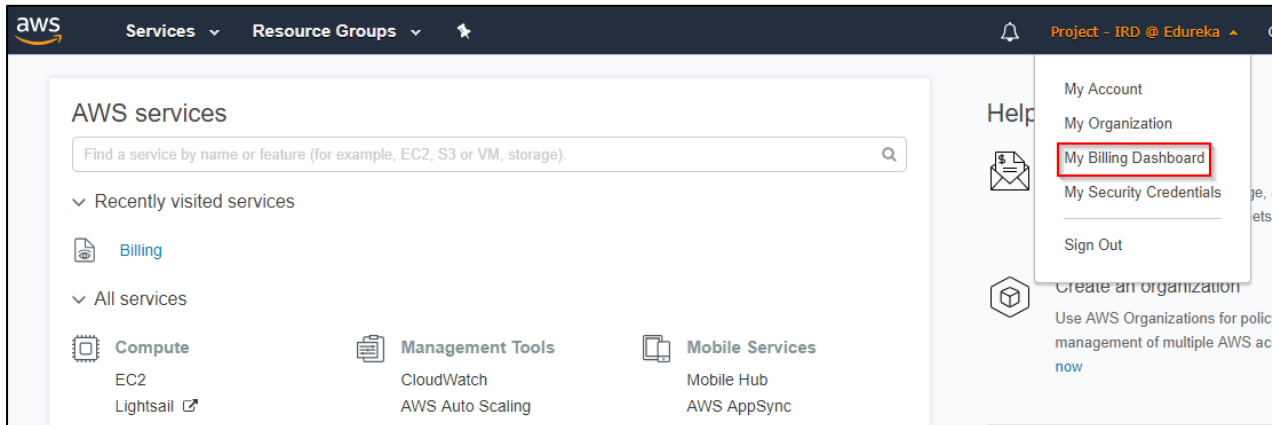 aws Services Resource Groups Project - IRD @ Edureka
AWS services
Find a service by name or feature (for example, EC2, S3 or VM, storage).
Recently visited services
Billing
All services
Compute
EC2
Lightsail
Management Tools
CloudWatch
AWS Auto Scaling
Mobile Services
Mobile Hub
AWS AppSync
Help
My Account
My Organization
My Billing Dashboard
My Security Credentials
Sign Out
Create an organization
Use AWS Organizations for
management of multiple AWS
now